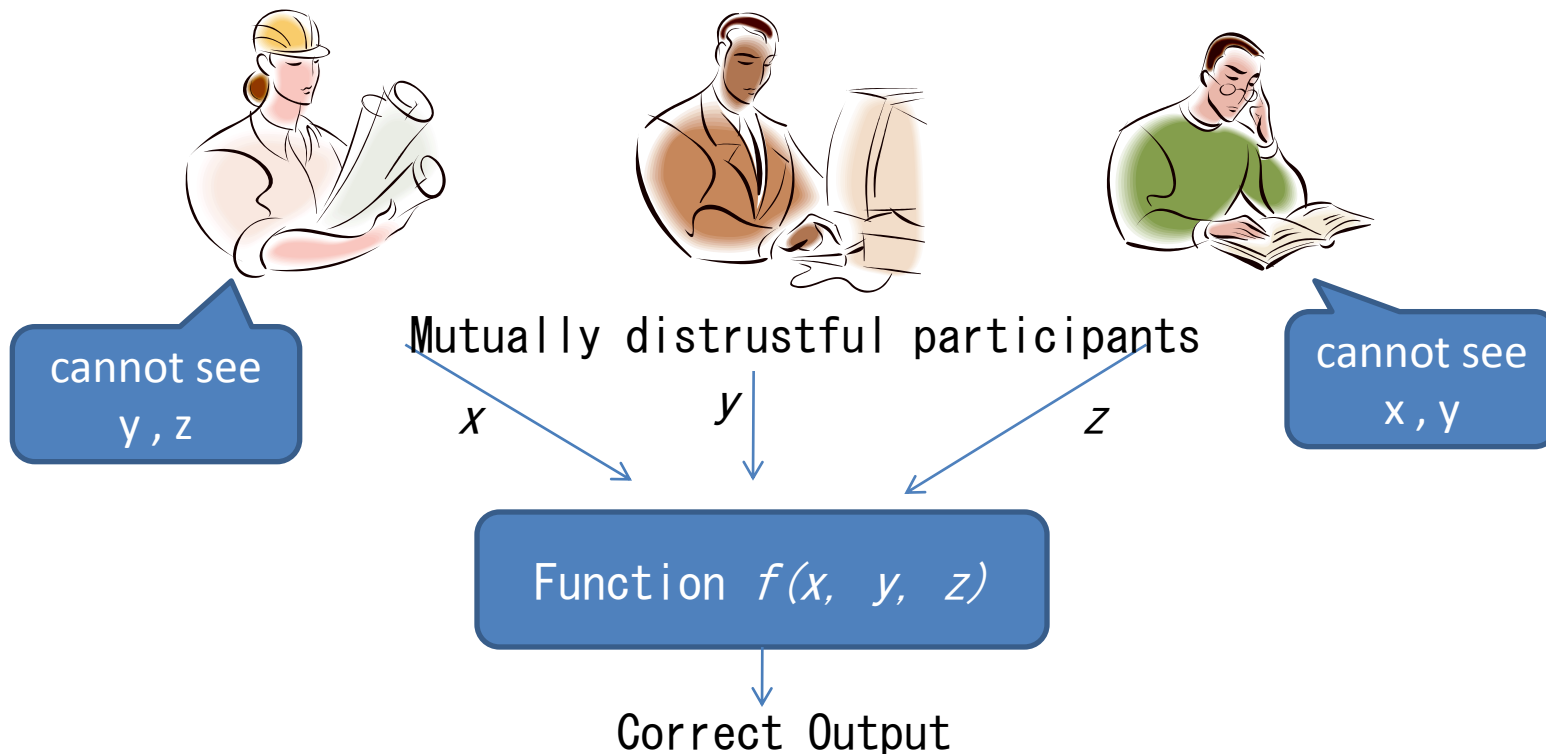 Mutually distrustful participants
cannot see
y , z
cannot see
x , y
x
y
z
Function f(x, y, z)
Correct Output